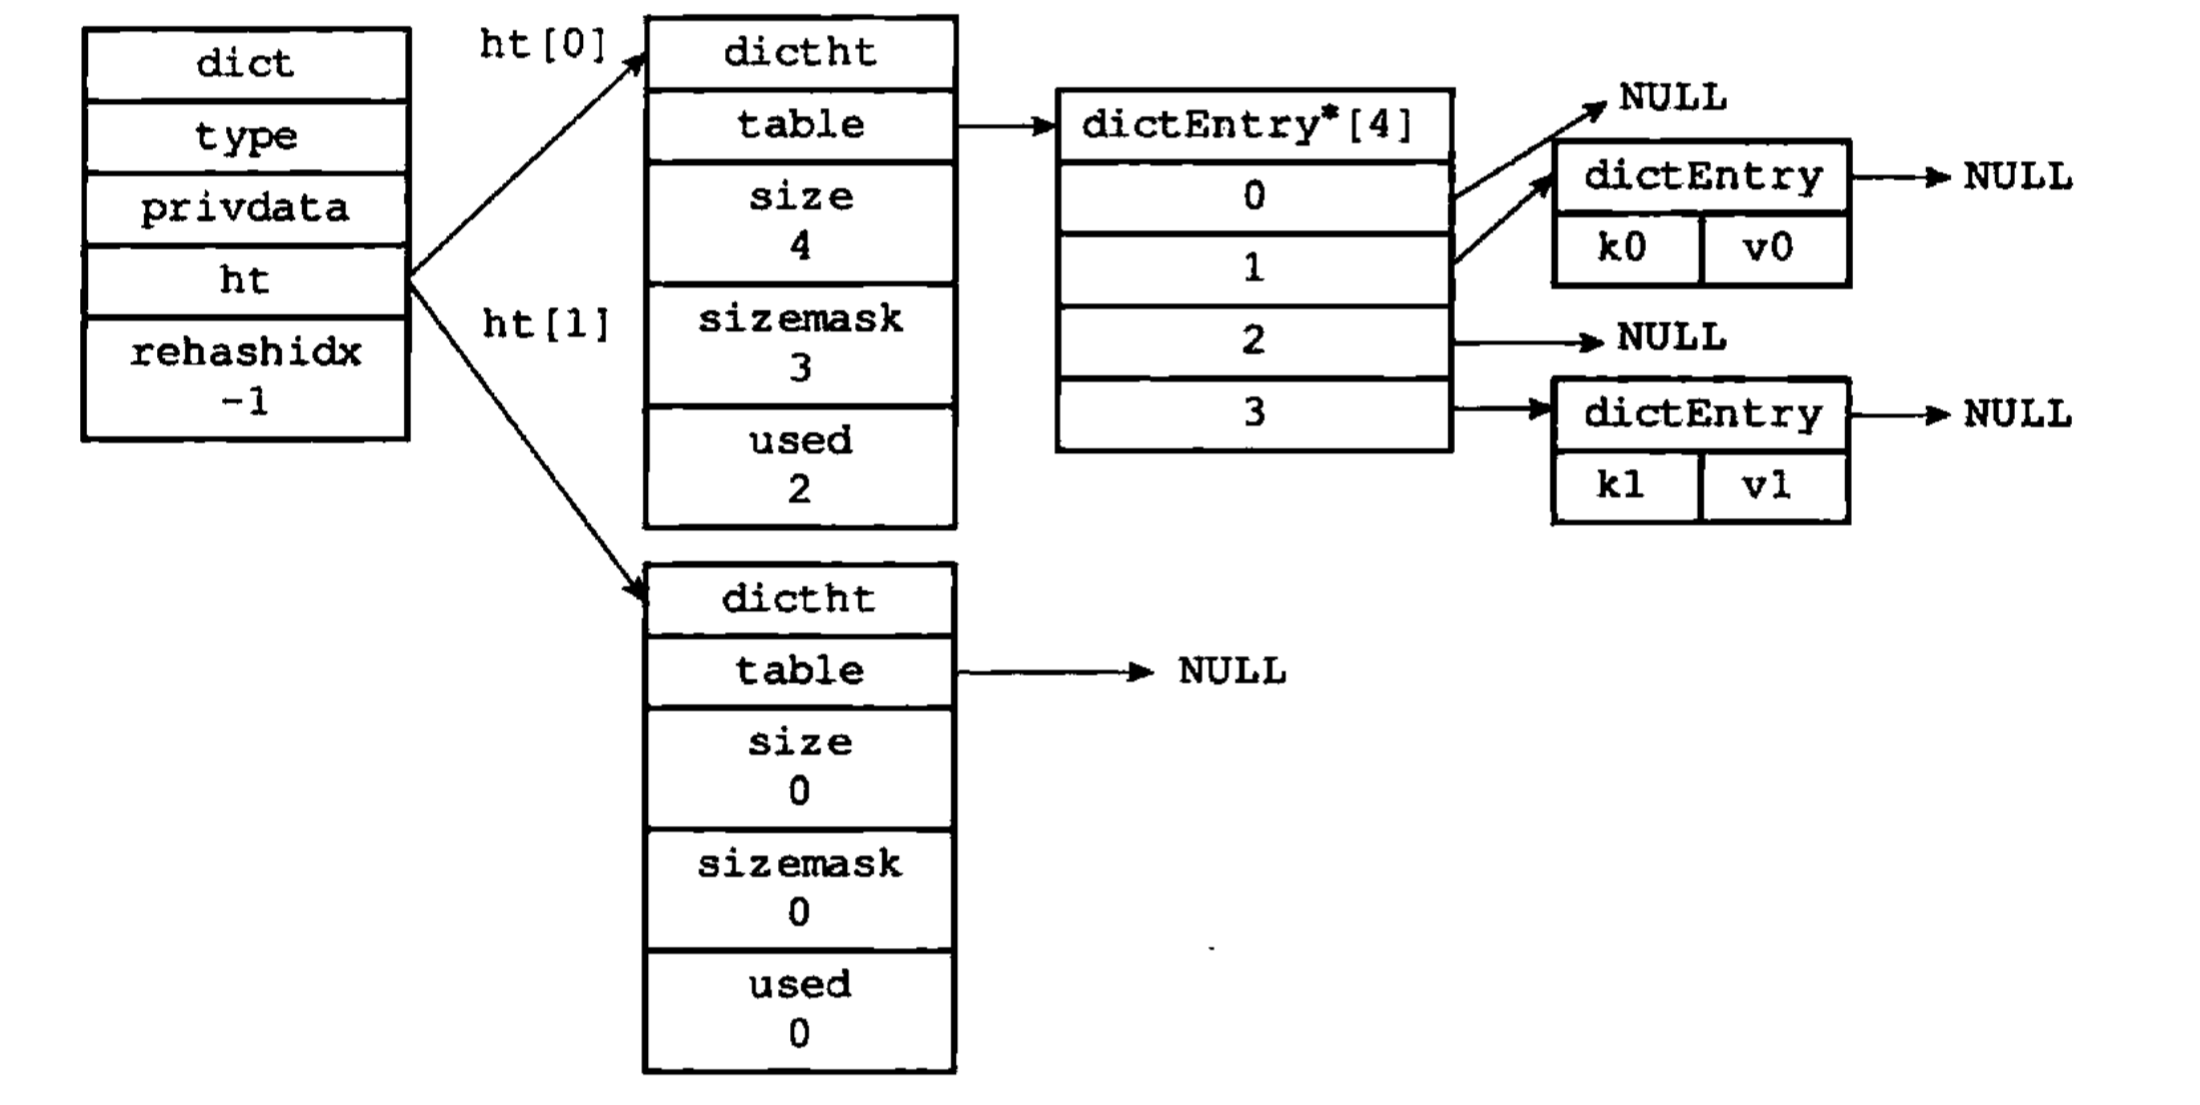 dict
type
privdata
ht
rehashidx
-1
ht[0]
ht[1]
dictht
table
size
4
sizemask
3
used
2
dictEntry*[4]
0
1
2
3
NULL
dictEntry
k0 v0
NULL
NULL
dictEntry
k1 v1
NULL
dictht
table
NULL
size
0
sizemask
0
used
0